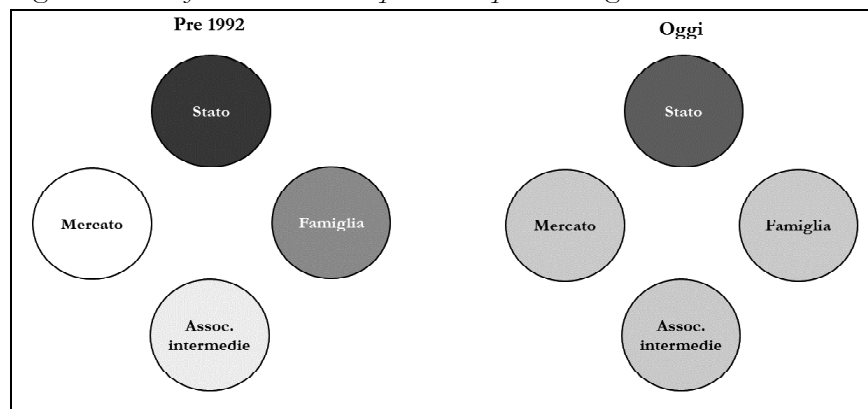 Pre 1992
Stato
Mercato
Famiglia
Assoc.
intermedie
Oggi
Stato
Mercato
Famiglia
Assoc.
intermedie